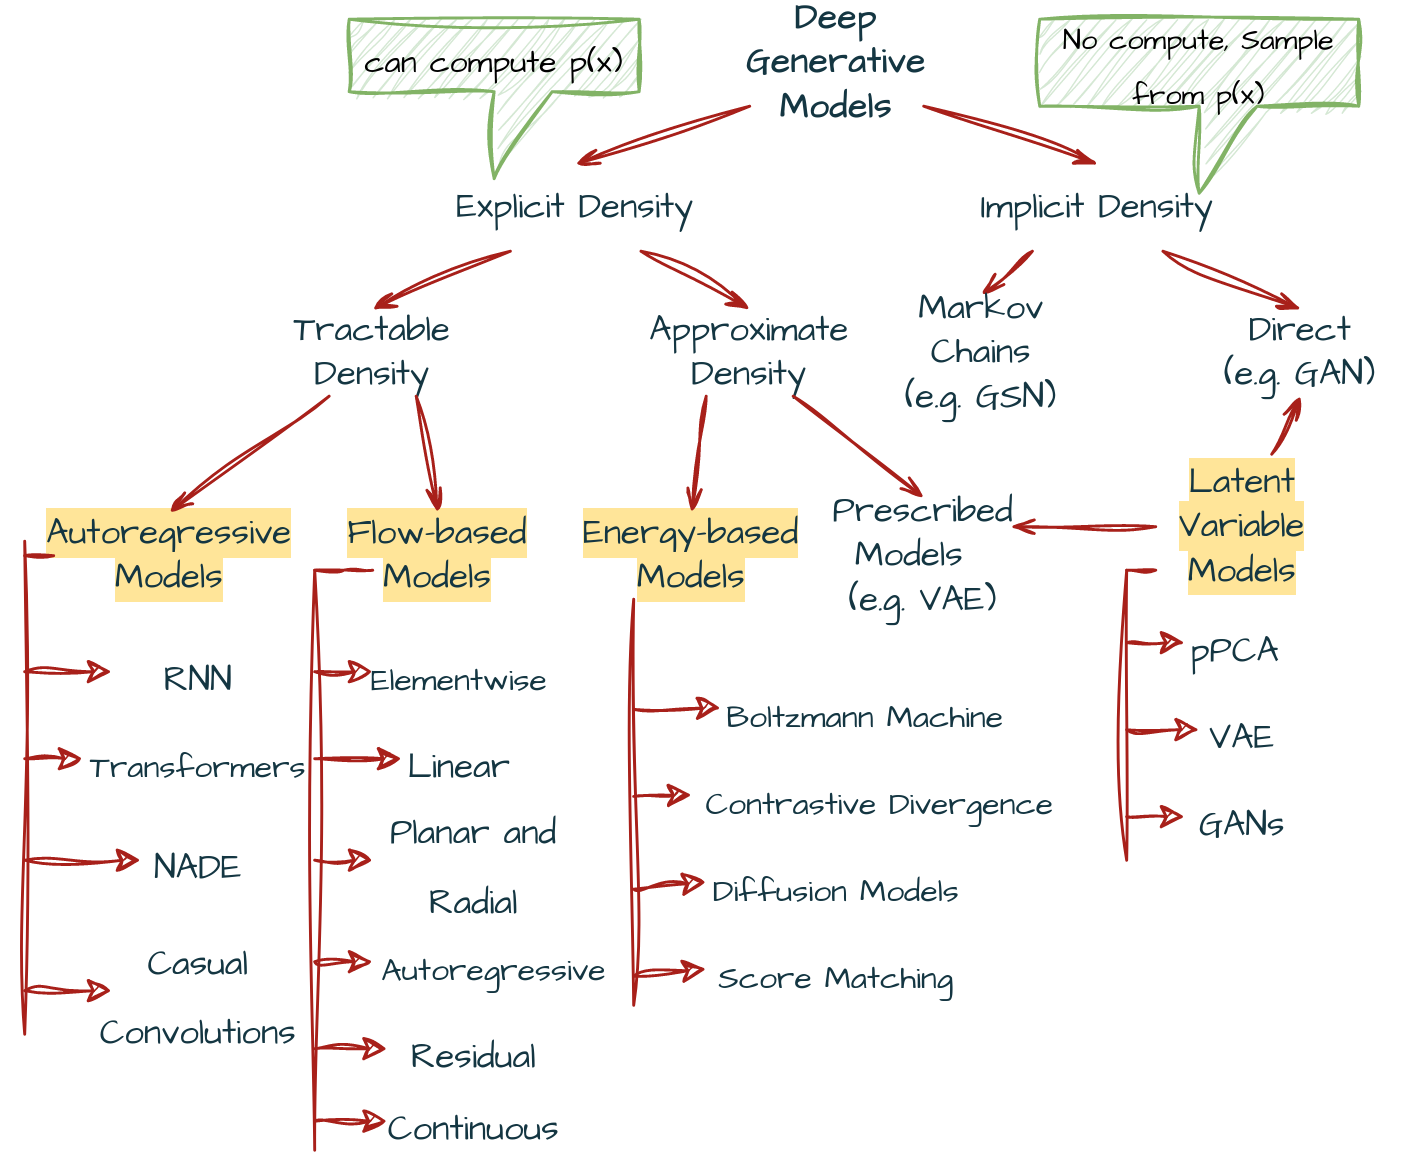 can compute p(x)
Deep
Generative
Models
No compute, Sample
from p(x)
Explicit Density
Implicit Density
Tractable
Density
Approximate
Density
Markov
Chains
(e.g. GSN)
Direct
(e.g. GAN)
Autoregressive
Models
Flow-based
Models
Energy-based
Models
Prescribed
Models
(e.g. VAE)
Latent
Variable
Models
RNN
Transformers
NADE
Casual
Convolutions
Elementwise
Linear
Planar and
Radial
Autoregressive
Residual
Continuous
Boltzmann Machine
Contrastive Divergence
Diffusion Models
Score Matching
pPCA
VAE
GANs